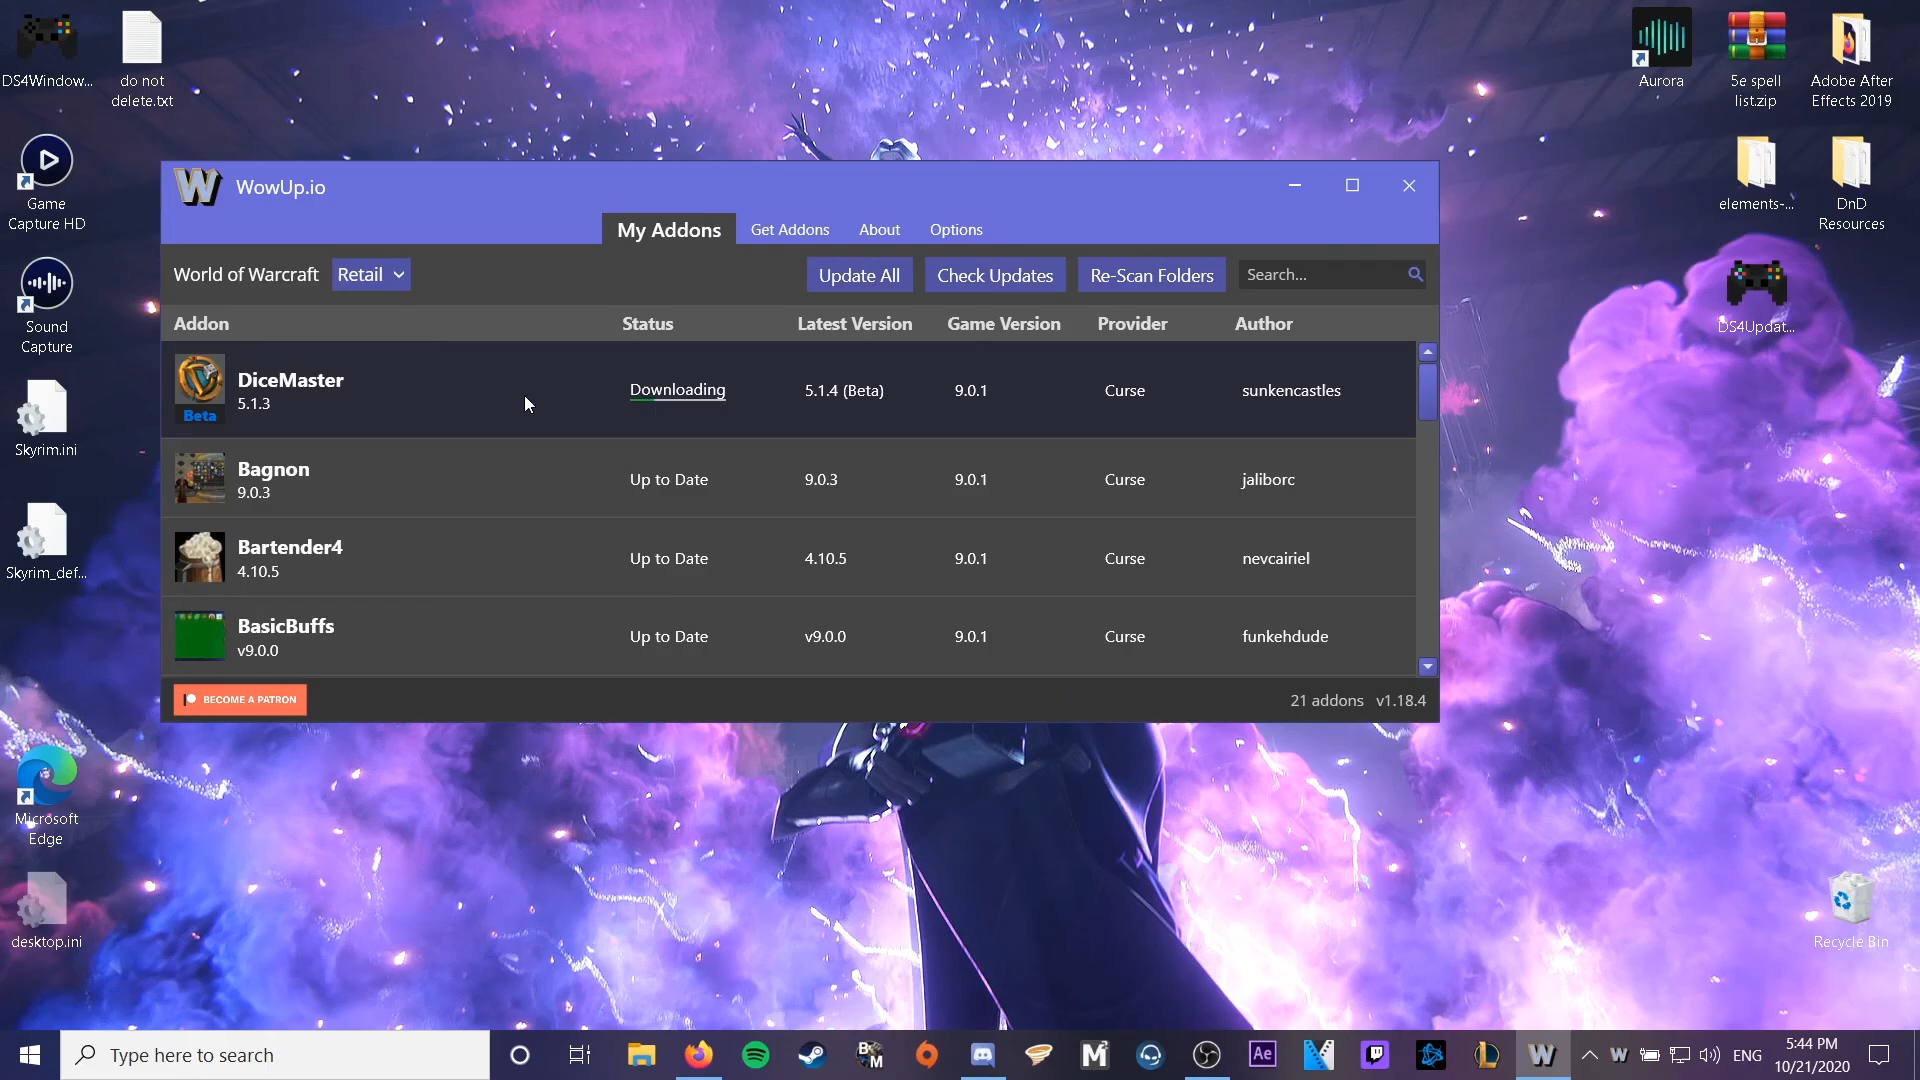 DS4Window...
do not
delete.txt
Game
Capture HD
Sound
Capture
Skyrim.ini
Skyrim_def...
Microsoft
Edge
desktop.ini
Aurora
5e spell
list.zip
Adobe After
Effects 2019
elements-...
DnD
Resources
DS4Updat...
Recycle Bin
W WowUp.io
My Addons Get Addons About Options
World of Warcraft Retail Update All Check Updates Re-Scan Folders Search...
Addon Status Latest Version Game Version Provider Author
DiceMaster
5.1.3
Beta
Downloading 5.1.4 (Beta) 9.0.1 Curse sunkencastles
Bagnon
9.0.3
Up to Date 9.0.3 9.0.1 Curse jaliborc
Bartender4
4.10.5
Up to Date 4.10.5 9.0.1 Curse nevcairiel
BasicBuffs
v9.0.0
Up to Date v9.0.0 9.0.1 Curse funkehdude
BECOME A PATRON
21 addons v1.18.4
Type here to search
B
M
M
Ae
W
W
ENG
5:44 PM
10/21/2020